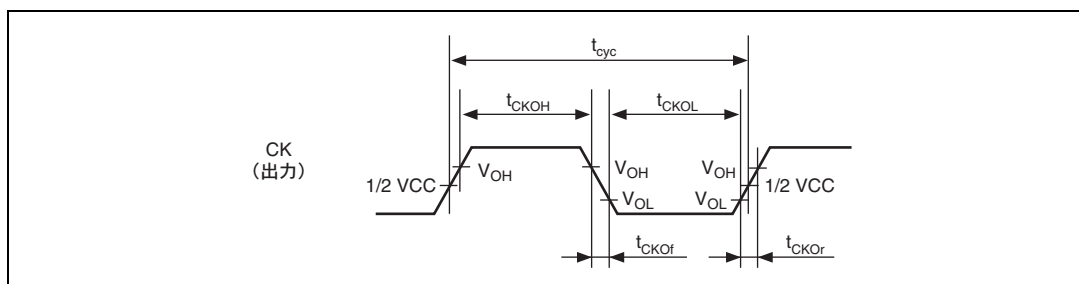 tcyc
tCKOH
tCKOL
CK
（出力）
1/2 VCC
VOH
VOH
VOL
VOH
VOL
1/2 VCC
tCKOf
tCKOr